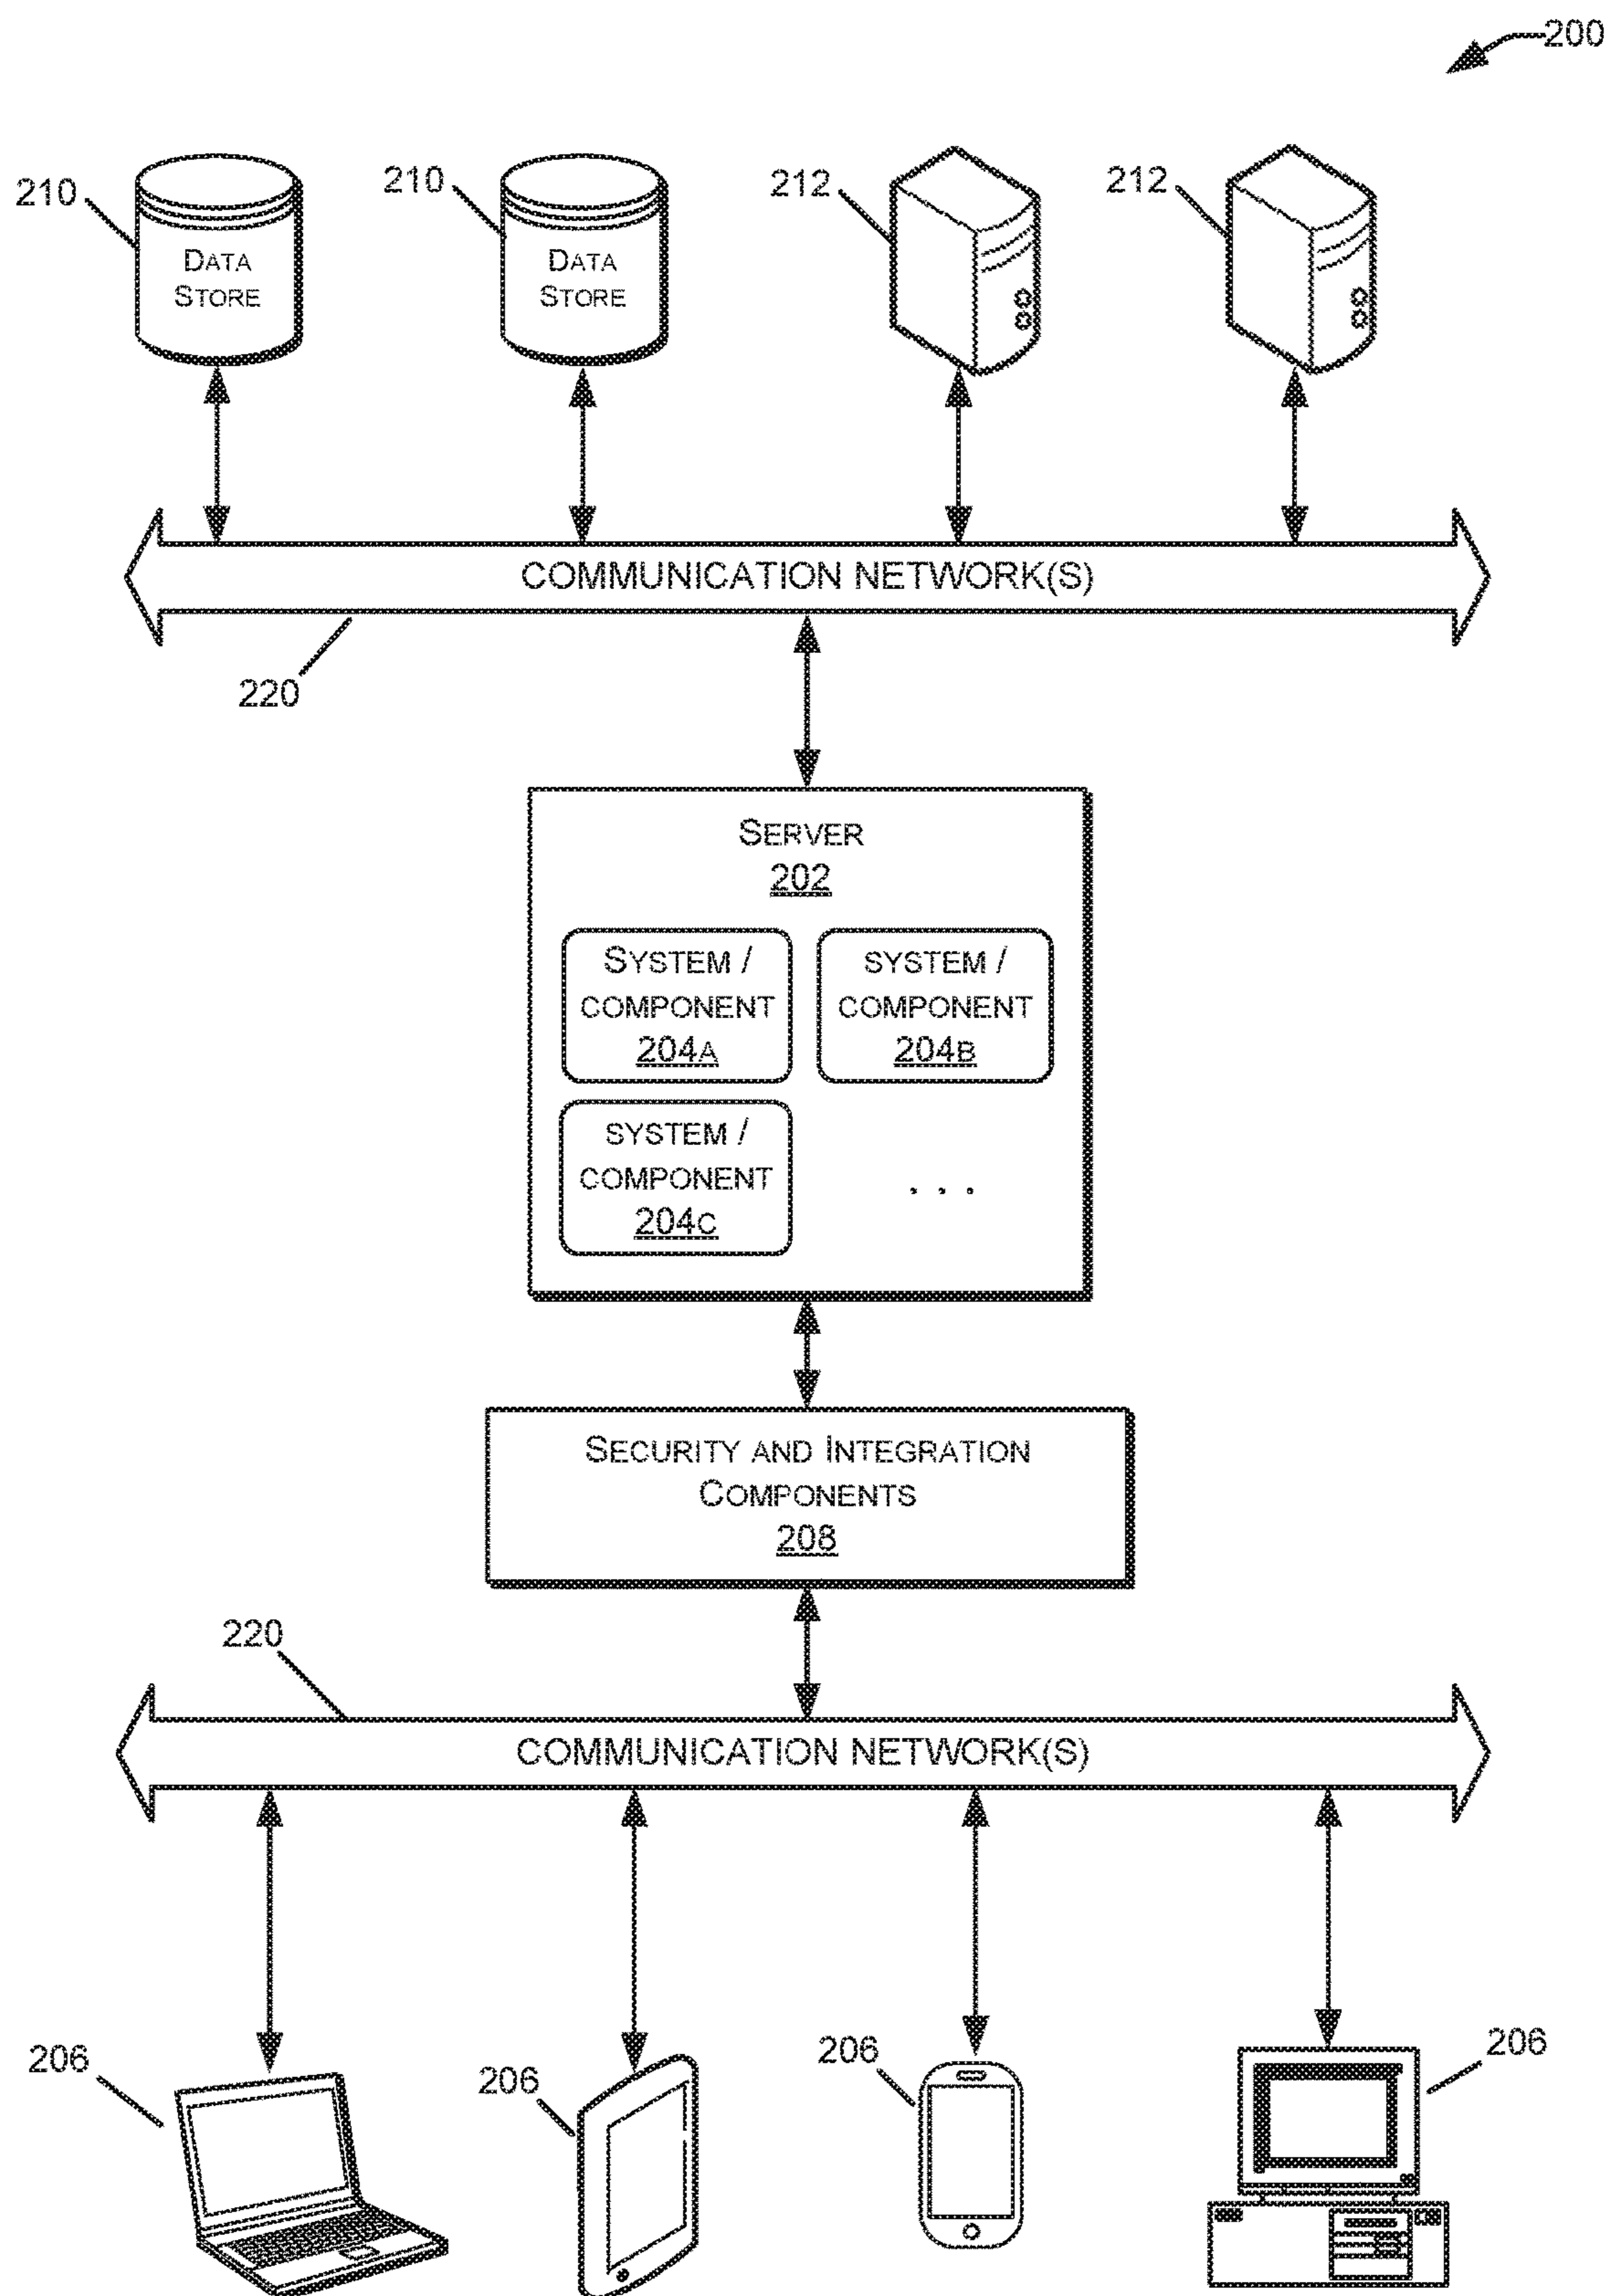 200
210
210
212
212
DATA
STORE
DATA
STORE
COMMUNICATION NETWORK(S)
220
SERVER
202
SYSTEM /
COMPONENT
204A
SYSTEM /
COMPONENT
204B
SYSTEM /
COMPONENT
204C
. . .
SECURITY AND INTEGRATION
COMPONENTS
208
220
COMMUNICATION NETWORK(S)
206
206
206
206